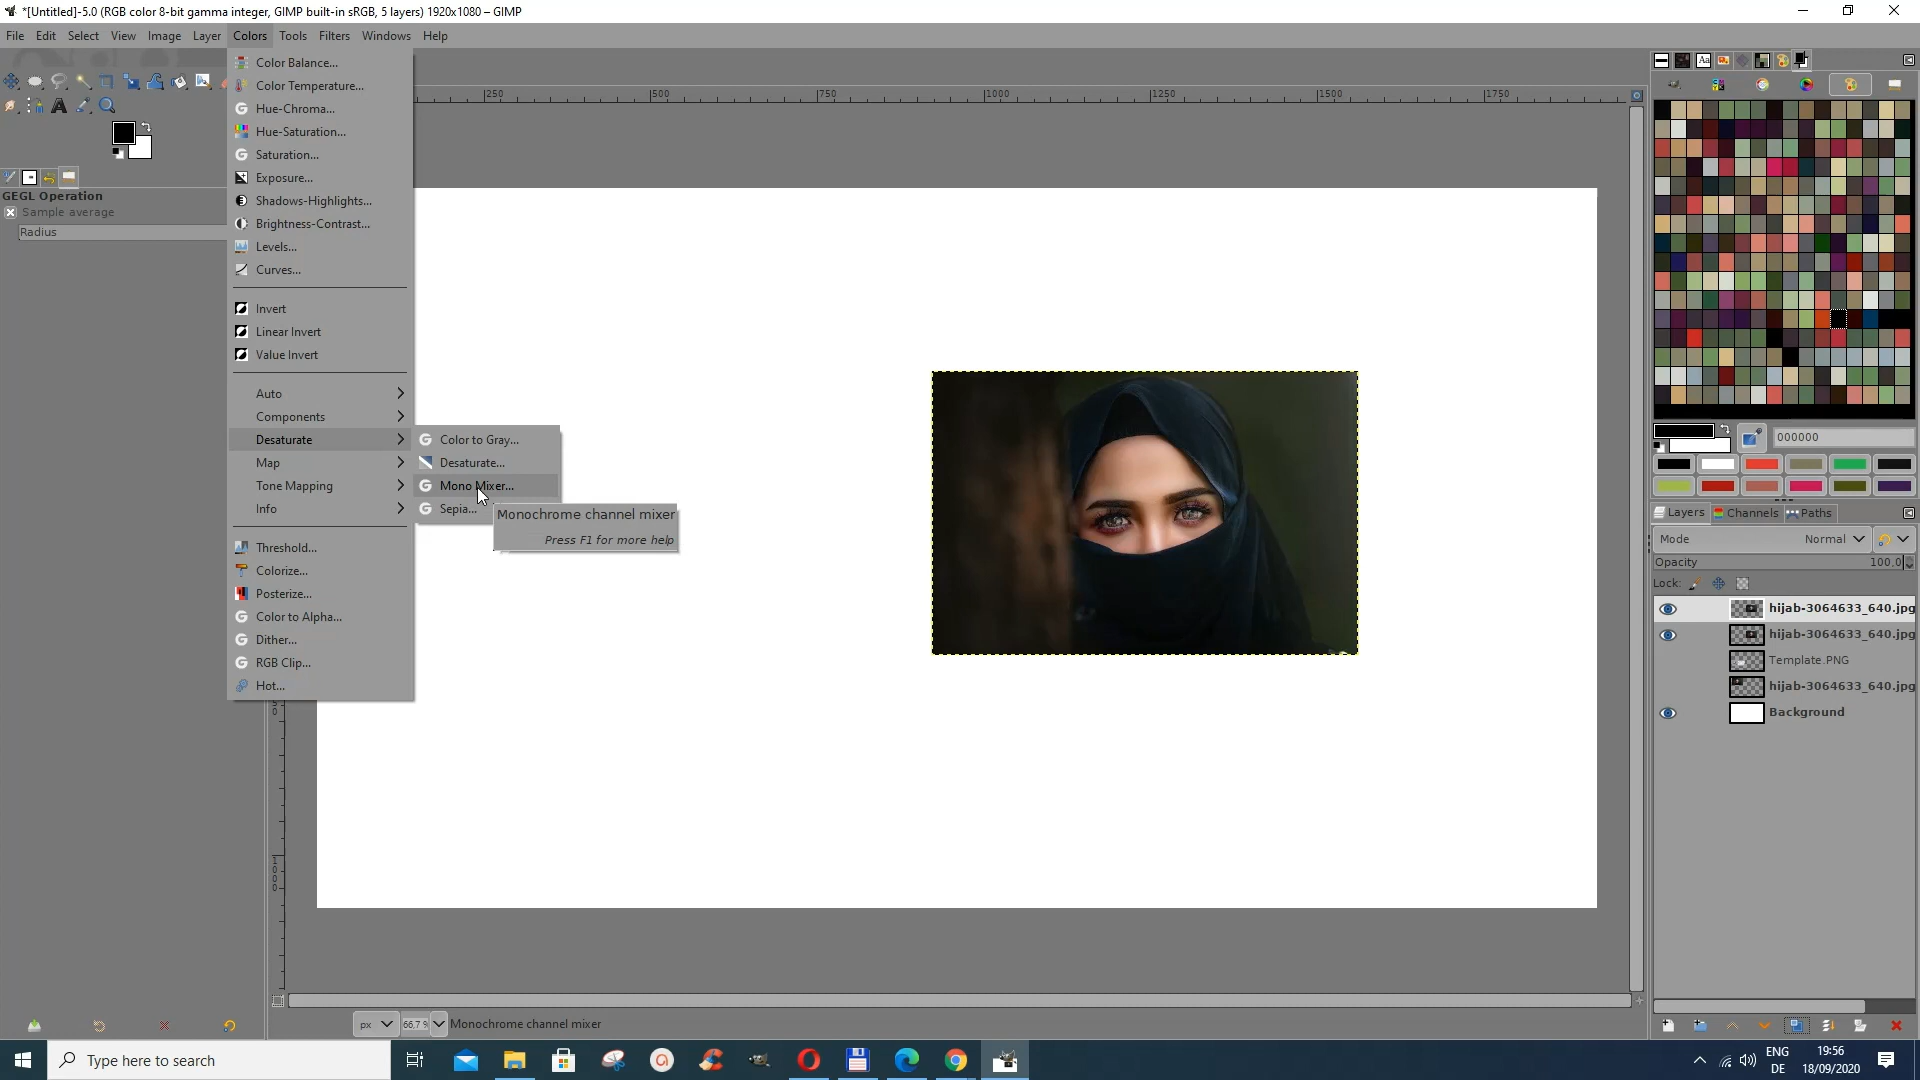 *[Untitled]-5.0 (RGB color 8-bit gamma integer, GIMP built-in sRGB, 5 layers) 1920x1080 – GIMP
File Edit Select View Image Layer Colors Tools Filters Windows Help
GEGL Operation
Sample average
Radius
Color Balance...
Color Temperature...
Hue-Chroma...
Hue-Saturation...
Saturation...
Exposure...
Shadows-Highlights...
Brightness-Contrast...
Levels...
Curves...
Invert
Linear Invert
Value Invert
Auto
Components
Desaturate
Map
Tone Mapping
Info
Threshold...
Colorize...
Posterize...
Color to Alpha...
Dither...
RGB Clip...
Hot...
Color to Gray...
Desaturate...
Mono Mixer...
Sepia...
Monochrome channel mixer
Press F1 for more help
250 500 750 1000 1250 1500 1750
1000
000000
Layers Channels Paths
Mode Normal
Opacity 100.0
Lock:
hijab-3064633_640.jpg
hijab-3064633_640.jpg
Template.PNG
hijab-3064633_640.jpg
Background
px 66.7 % Monochrome channel mixer
Type here to search
ENG
DE
19:56
18/09/2020